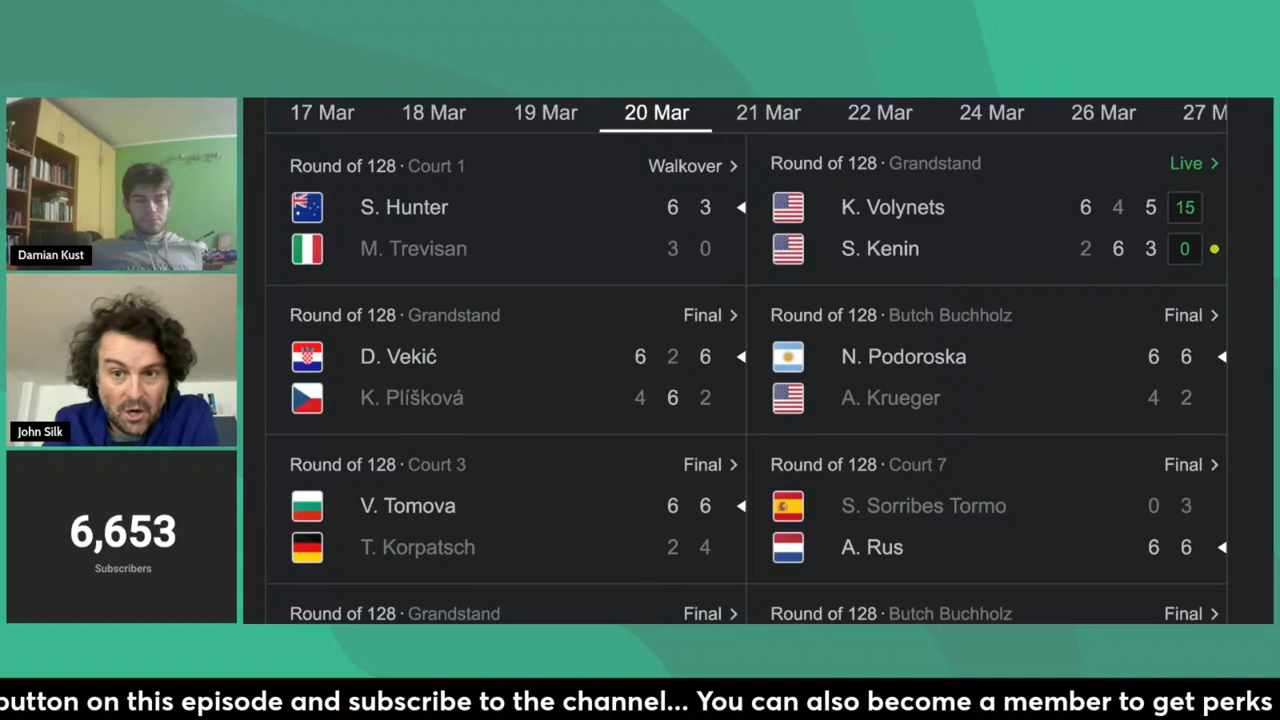 17 Mar 18 Mar 19 Mar 20 Mar 21 Mar 22 Mar 24 Mar 26 Mar 27 M
Round of 128 · Court 1 Walkover
S. Hunter 6 3
M. Trevisan 3 0
Round of 128 · Grandstand Live
K. Volynets 6 4 5 15
S. Kenin 2 6 3 0
Damian Kust
Round of 128 · Grandstand Final
D. Vekić 6 2 6
K. Plíšková 4 6 2
Round of 128 · Butch Buchholz Final
N. Podoroska 6 6
A. Krueger 4 2
John Silk
Round of 128 · Court 3 Final
V. Tomova 6 6
T. Korpatsch 2 4
Round of 128 · Court 7 Final
S. Sorribes Tormo 0 3
A. Rus 6 6
6,653
Subscribers
Round of 128 · Grandstand Final
Round of 128 · Butch Buchholz Final
button on this episode and subscribe to the channel... You can also become a member to get perks